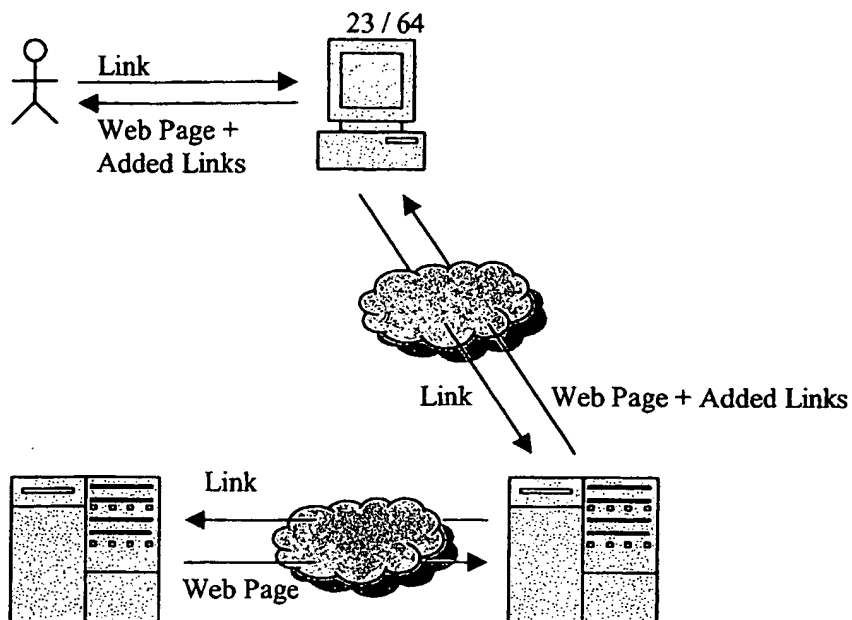 23 / 64
Link
Web Page +
Added Links
Link
Web Page + Added Links
Link
Web Page